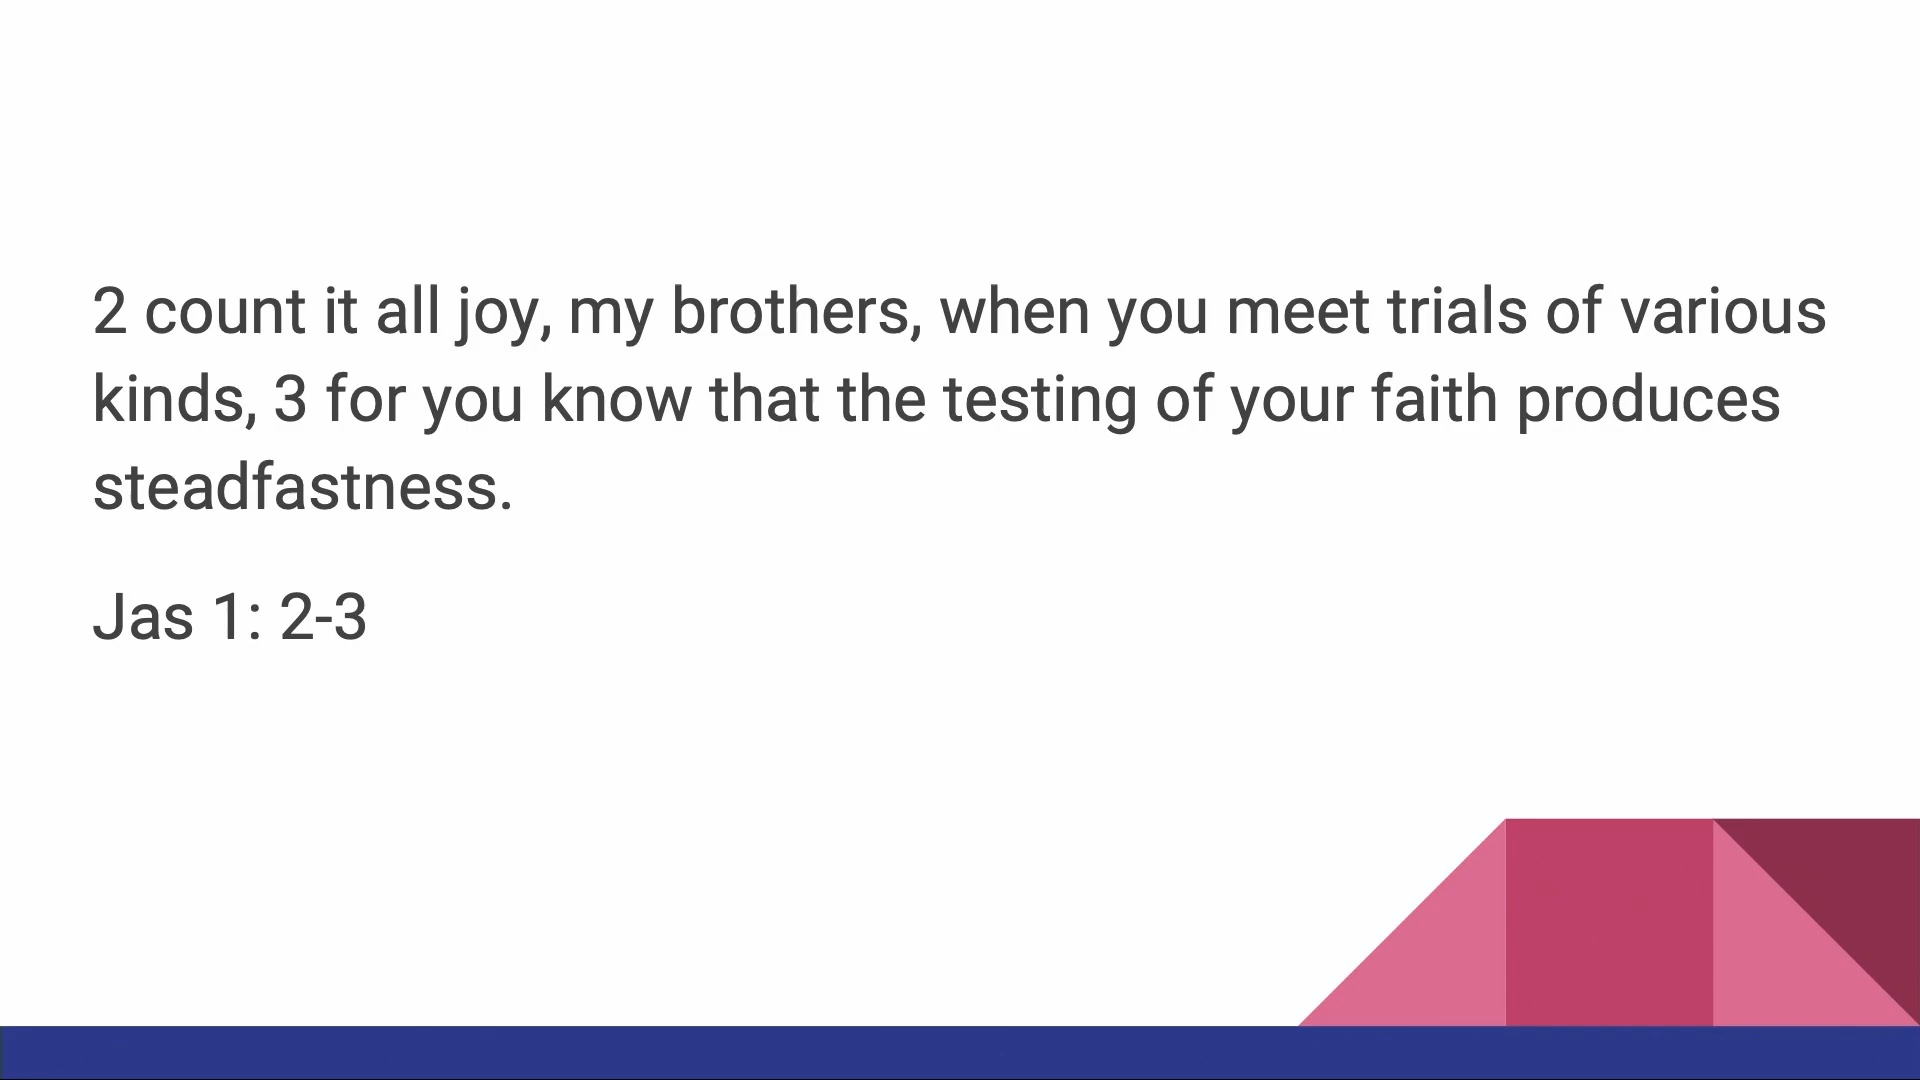 2 count it all joy, my brothers, when you meet trials of various
kinds, 3 for you know that the testing of your faith produces
steadfastness.
Jas 1: 2-3